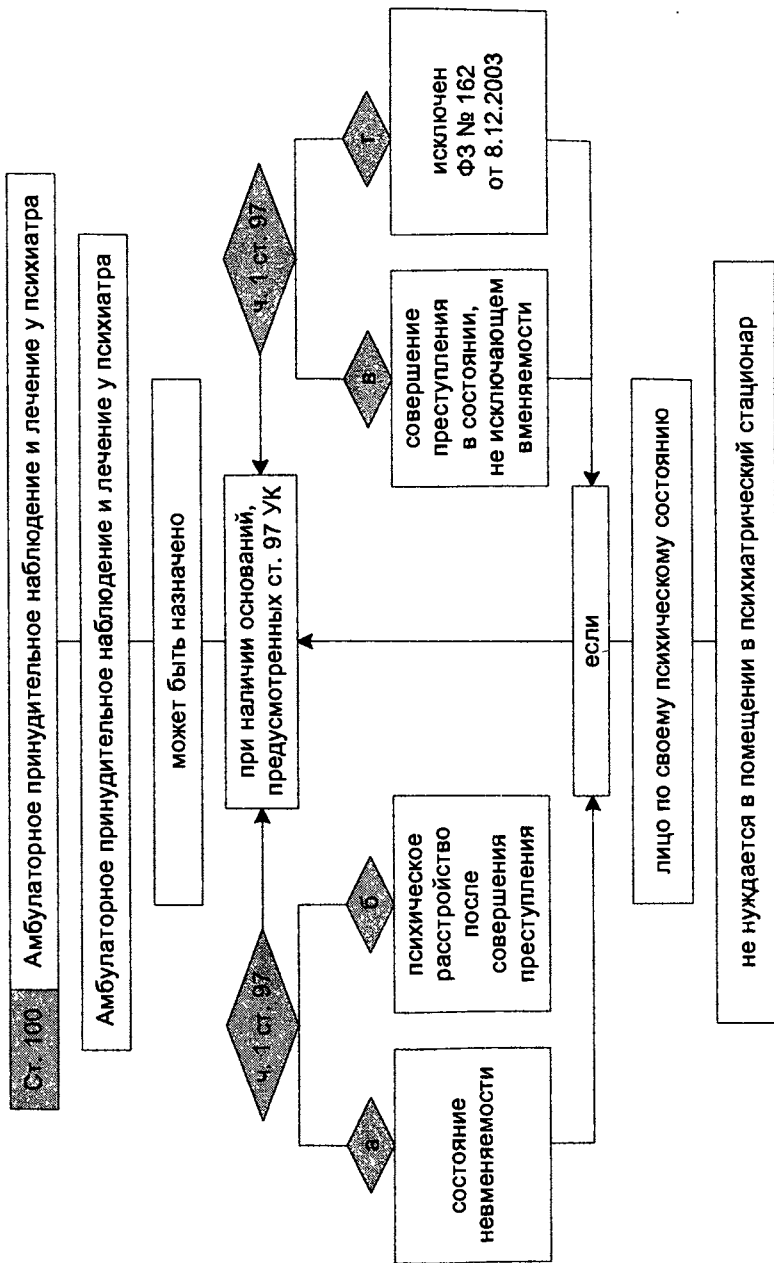 Ст. 100 Амбулаторное принудительное наблюдение и лечение у психиатра
Амбулаторное принудительное наблюдение и лечение у психиатра
может быть назначено
при наличии оснований,
предусмотренных ст. 97 УК
ч. 1 ст. 97
ч. 1 ст. 97
а
б
в
г
состояние
невменяемости
психическое
расстройство
после
совершения
преступления
совершение
преступления
в состоянии,
не исключающем
вменяемости
исключен
ФЗ № 162
от 8.12.2003
если
лицо по своему психическому состоянию
не нуждается в помещении в психиатрический стационар